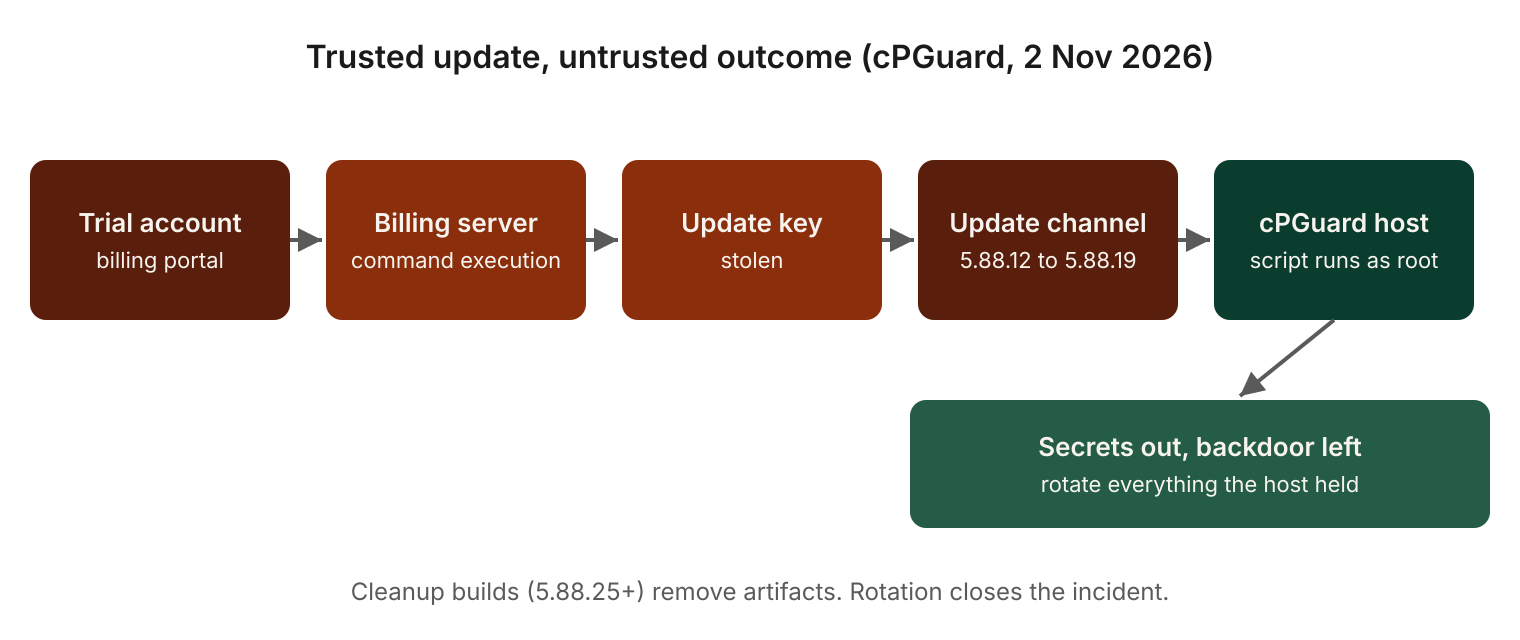 Trusted update, untrusted outcome (cPGuard, 2 Nov 2026)
Trial account
billing portal
Billing server
command execution
Update key
stolen
Update channel
5.88.12 to 5.88.19
cPGuard host
script runs as root
Secrets out, backdoor left
rotate everything the host held
Cleanup builds (5.88.25+) remove artifacts. Rotation closes the incident.